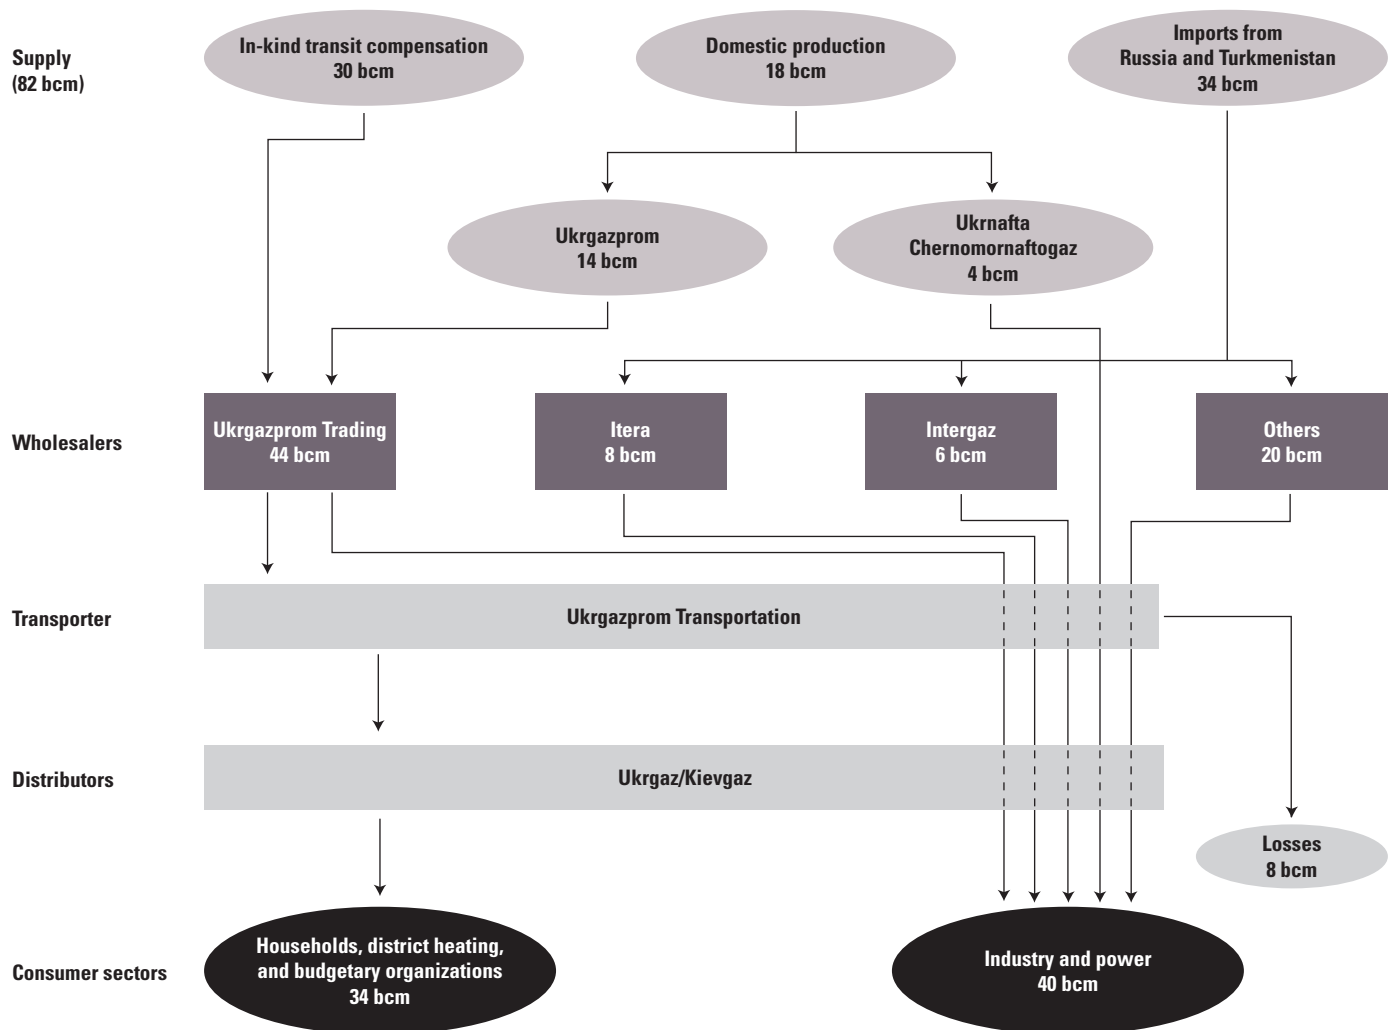 Supply
(82 bcm)
In-kind transit compensation
30 bcm
Domestic production
18 bcm
Imports from
Russia and Turkmenistan
34 bcm
Ukrgazprom
14 bcm
Ukrnafta
Chernomornaftogaz
4 bcm
Wholesalers
Ukrgazprom Trading
44 bcm
Itera
8 bcm
Intergaz
6 bcm
Others
20 bcm
Transporter
Ukrgazprom Transportation
Distributors
Ukrgaz/Kievgaz
Losses
8 bcm
Consumer sectors
Households, district heating,
and budgetary organizations
34 bcm
Industry and power
40 bcm